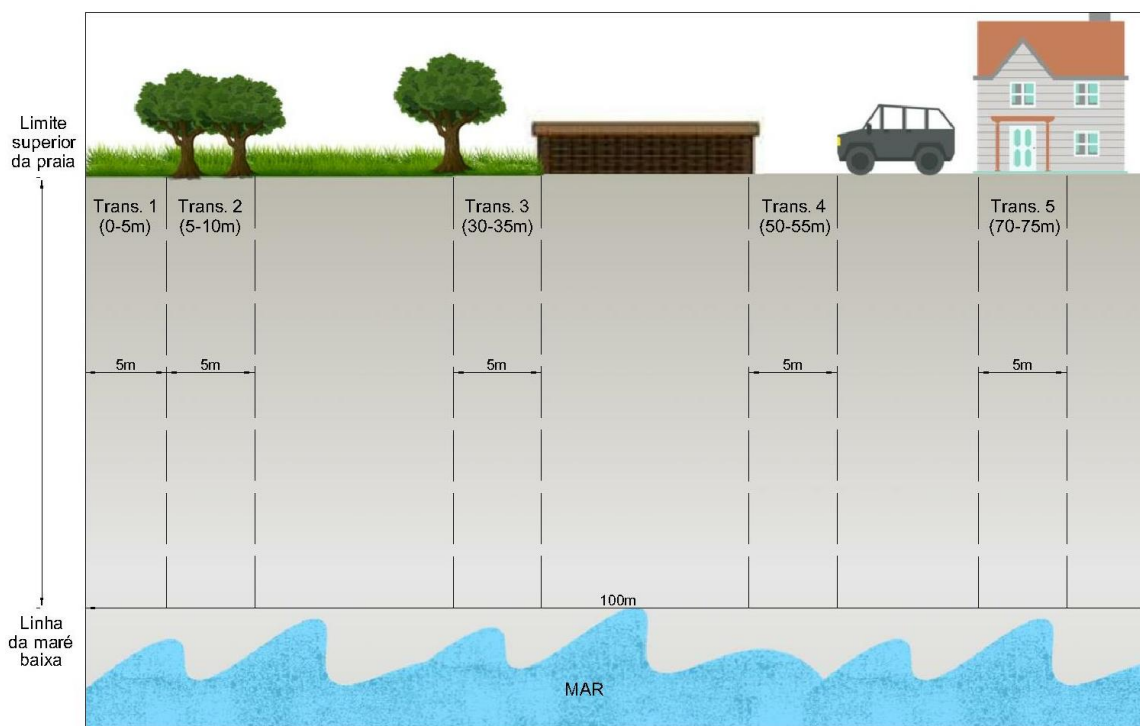 Limite
superior
da praia
Trans. 1
(0-5m)
Trans. 2
(5-10m)
Trans. 3
(30-35m)
Trans. 4
(50-55m)
Trans. 5
(70-75m)
5m
5m
5m
5m
5m
100m
Linha
da maré
baixa
MAR